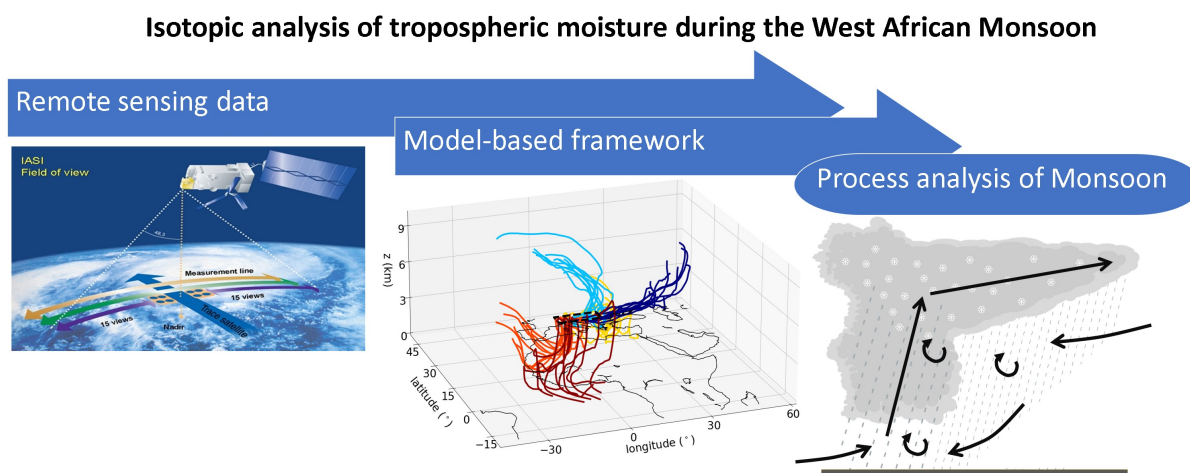 Isotopic analysis of tropospheric moisture during the West African Monsoon
Remote sensing data
Model-based framework
Process analysis of Monsoon
IASI
Field of view
48.3
Measurement line
15 views
15 views
Trace satellite
Nadir
9
6
3
0
z (km)
45
30
15
0
−15
latitude (°)
−30
0
30
60
longitude (°)